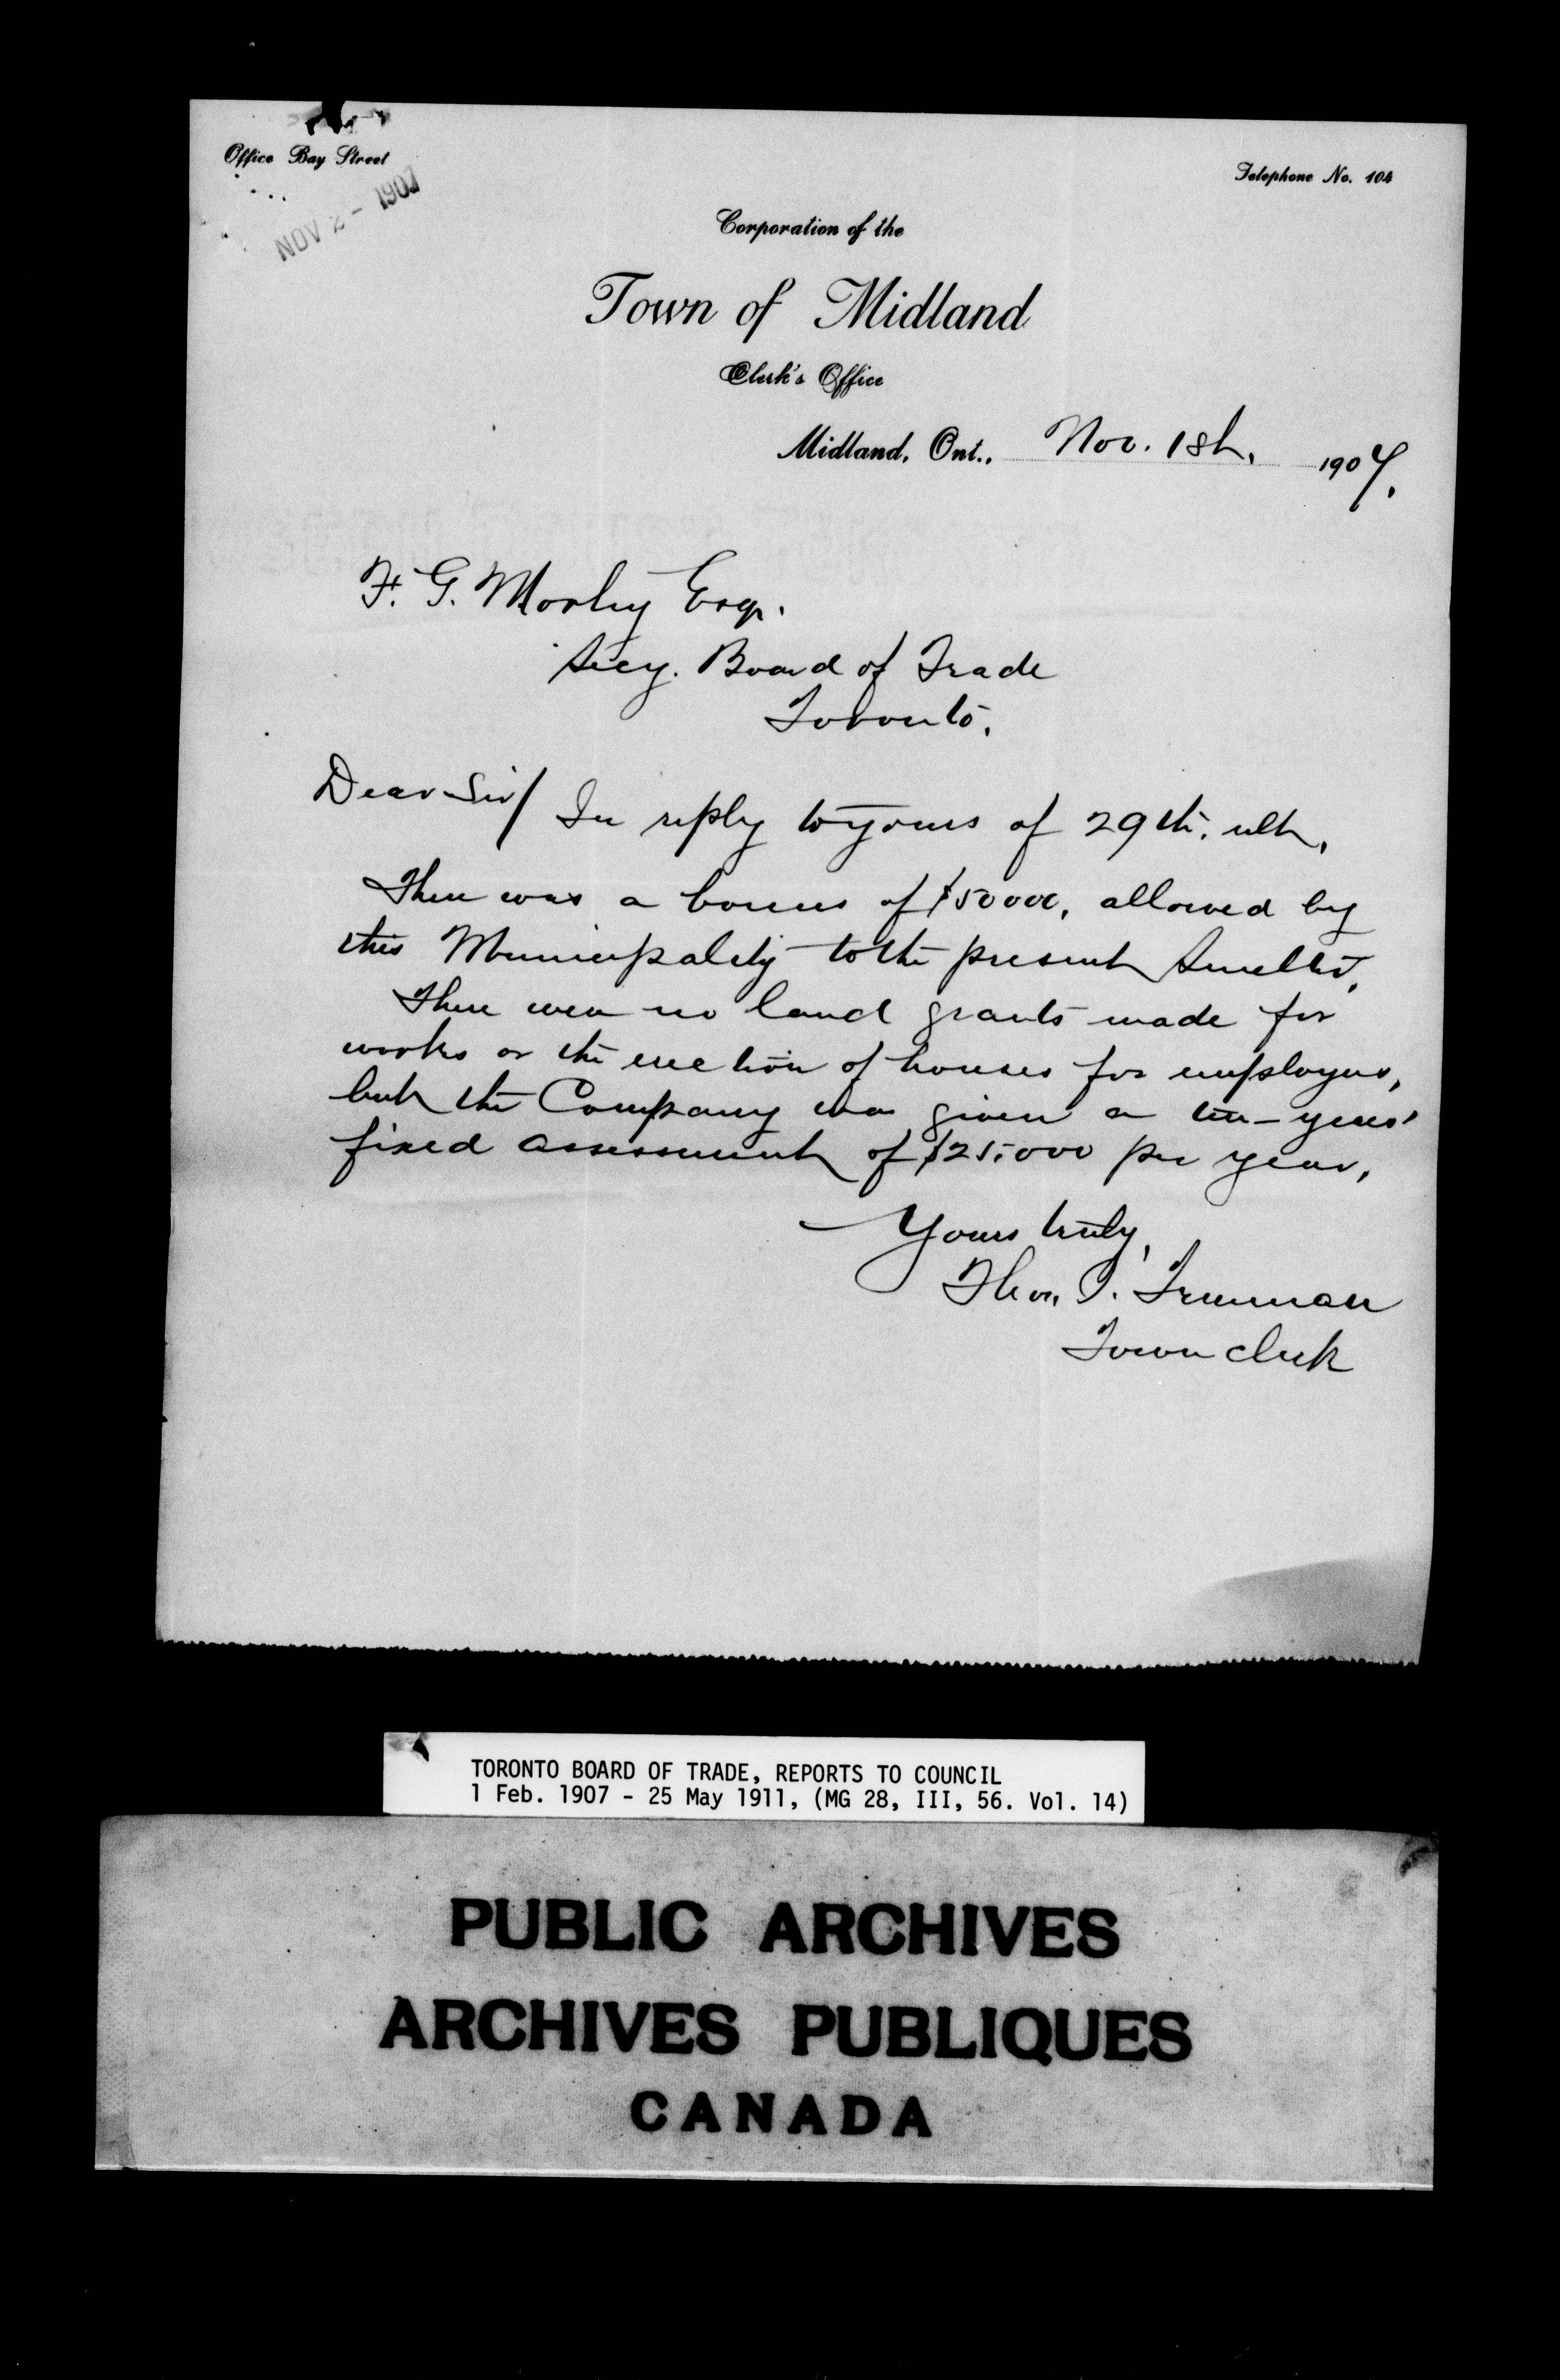 Office Bay Street
Telephone No. 104
NOV 2 - 1907
Corporation of the
Town of Midland
Clerk's Office
Midland, Ont., Nov. 1st. 1907.
F. G. Morley Esqr.
Secy. Board of Trade
Toronto.
Dear Sir/ In reply to yours of 29th. ult.
There was a bonus of $50000, allowed by
this Municipality to the present Smelter.
There were no land grants made for
works or the erection of houses for employees,
but the Company was given a ten-years'
fixed assessment of $25,000 per year.
Yours truly,
Thos. I. Trueman
Town Clerk
TORONTO BOARD OF TRADE, REPORTS TO COUNCIL
1 Feb. 1907 - 25 May 1911, (MG 28, III, 56. Vol. 14)
PUBLIC ARCHIVES
ARCHIVES PUBLIQUES
CANADA